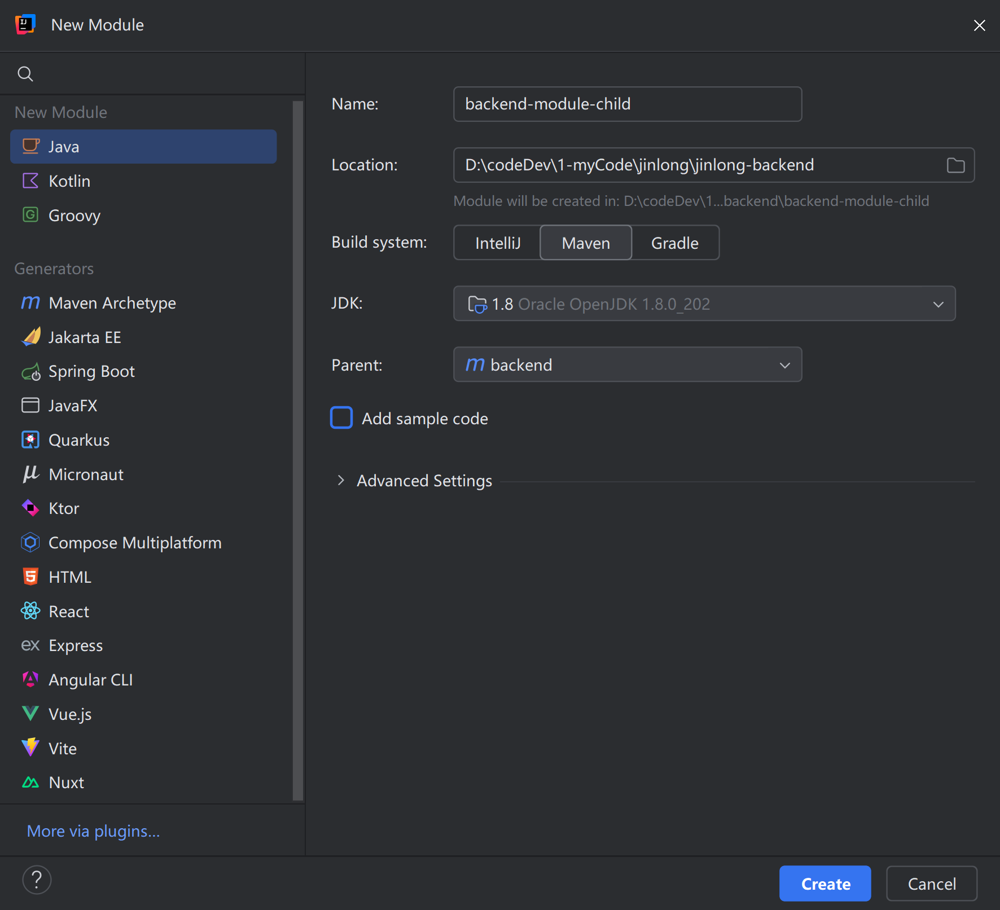 New Module
New Module
Java
Kotlin
Groovy
Generators
Maven Archetype
Jakarta EE
Spring Boot
JavaFX
Quarkus
Micronaut
Ktor
Compose Multiplatform
HTML
React
Express
Angular CLI
Vue.js
Vite
Nuxt
More via plugins...
Name: backend-module-child
Location: D:\codeDev\1-myCode\jinlong\jinlong-backend
Module will be created in: D:\codeDev\1...backend\backend-module-child
Build system: IntelliJ Maven Gradle
JDK: 1.8 Oracle OpenJDK 1.8.0_202
Parent: backend
Add sample code
Advanced Settings
? Create Cancel